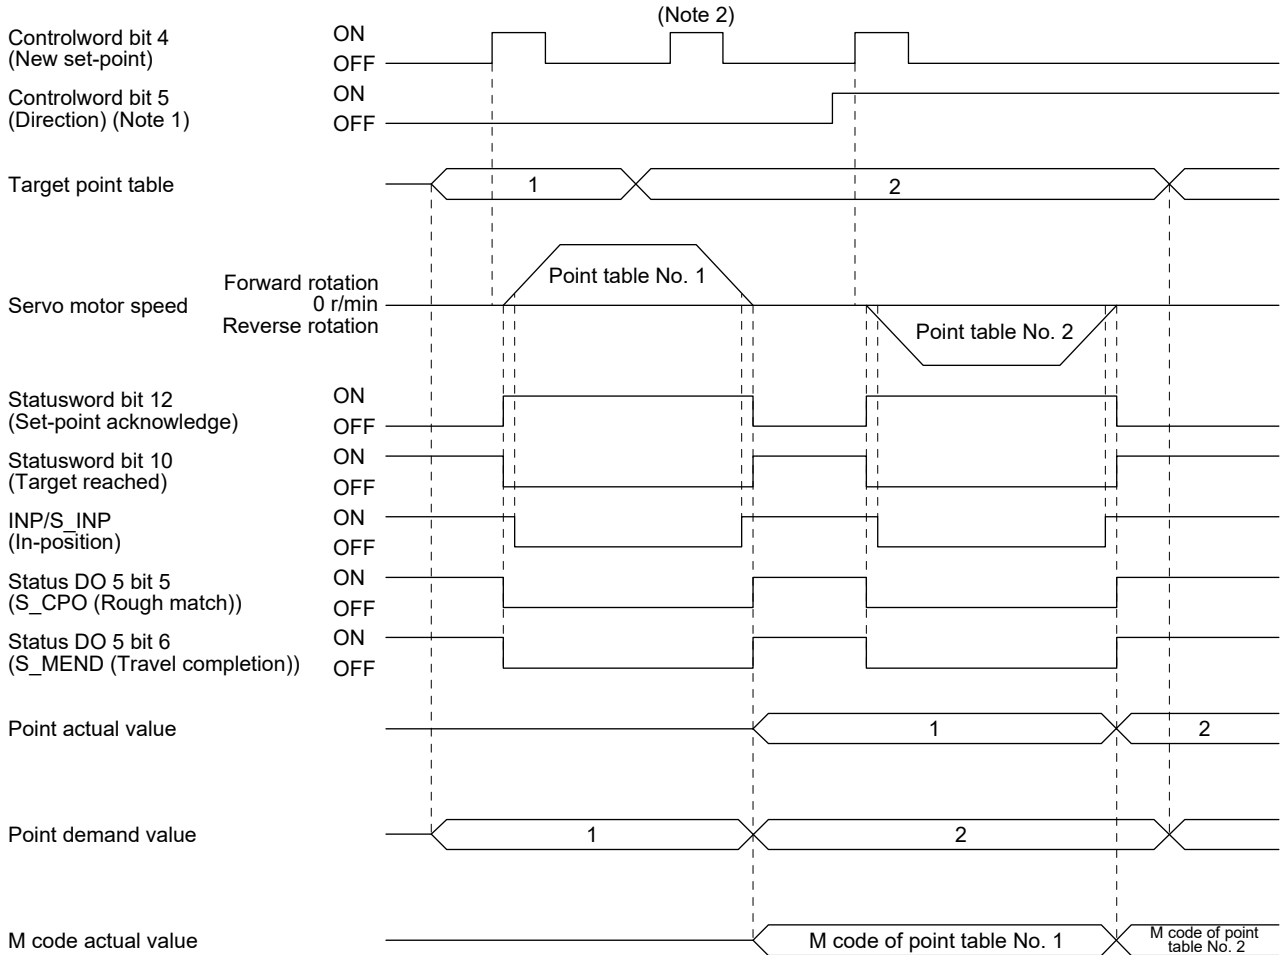 (Note 2)
Controlword bit 4
(New set-point)
ON
OFF
Controlword bit 5
(Direction) (Note 1)
ON
OFF
Target point table
1
2
Servo motor speed
Forward rotation
0 r/min
Reverse rotation
Point table No. 1
Point table No. 2
Statusword bit 12
(Set-point acknowledge)
ON
OFF
Statusword bit 10
(Target reached)
ON
OFF
INP/S_INP
(In-position)
ON
OFF
Status DO 5 bit 5
(S_CPO (Rough match))
ON
OFF
Status DO 5 bit 6
(S_MEND (Travel completion))
ON
OFF
Point actual value
1
2
Point demand value
1
2
M code actual value
M code of point table No. 1
M code of point
table No. 2